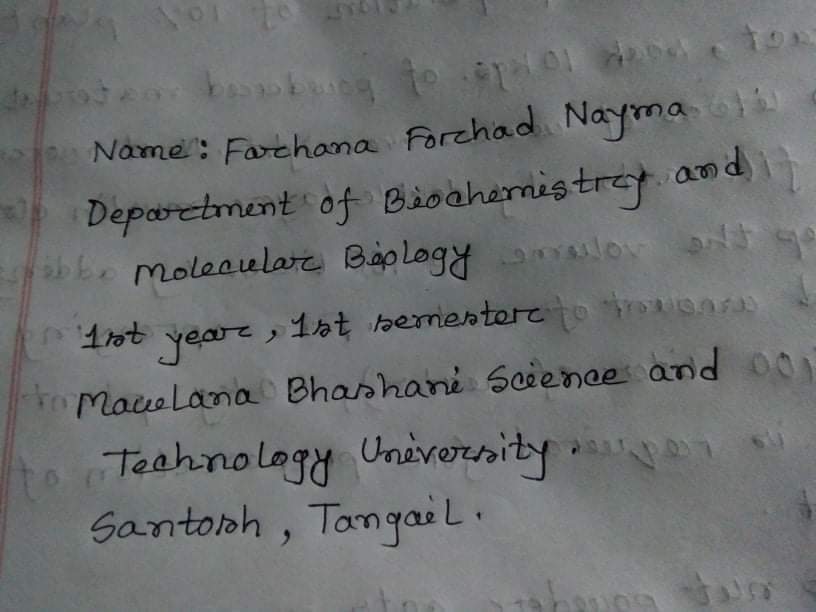 Name: Farhana Forhad Nayma
Department of Biochemistry and
Molecular Biology
1st year, 1st semester
Mauelana Bhashani Science and
Technology University.
Santosh, Tangail.